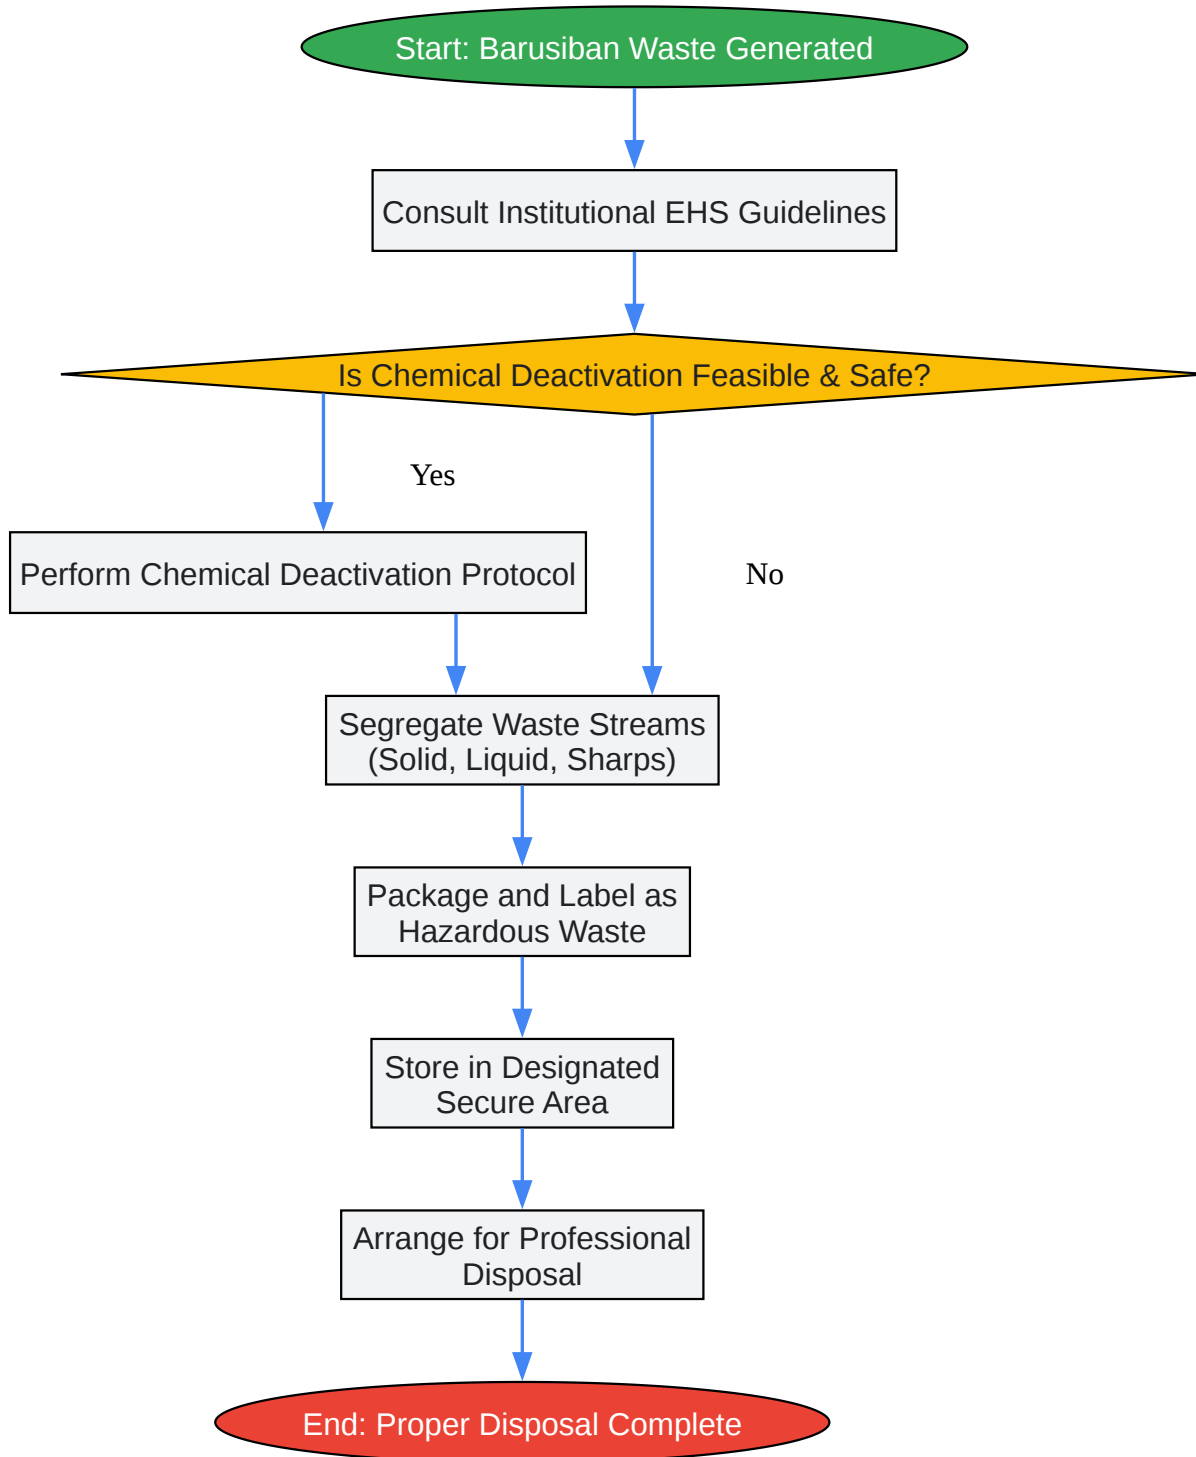 Start: Barusiban Waste Generated
Consult Institutional EHS Guidelines
Is Chemical Deactivation Feasible & Safe?
Yes
Perform Chemical Deactivation Protocol
No
Segregate Waste Streams
(Solid, Liquid, Sharps)
Package and Label as
Hazardous Waste
Store in Designated
Secure Area
Arrange for Professional
Disposal
End: Proper Disposal Complete